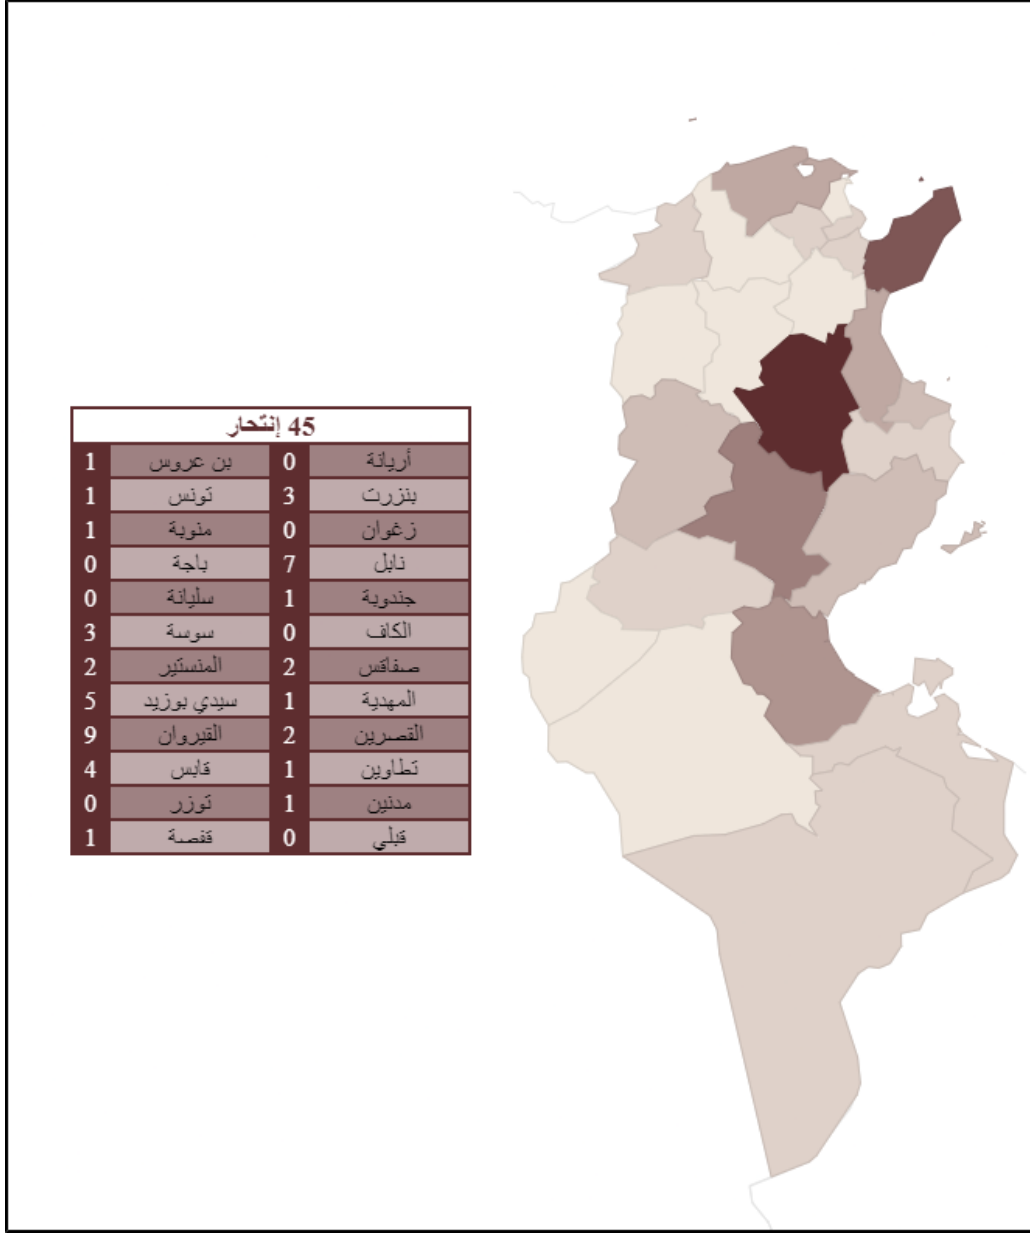 45 إنتحار
أريانة 0 بن عروس 1
بنزرت 3 تونس 1
زغوان 0 منوبة 1
نابل 7 باجة 0
جندوبة 1 سليانة 0
الكاف 0 سوسة 3
صفاقس 2 المنستير 2
المهدية 1 سيدي بوزيد 5
القصرين 2 القيروان 9
تطاوين 1 قابس 4
مدنين 1 توزر 0
قبلي 0 قفصة 1